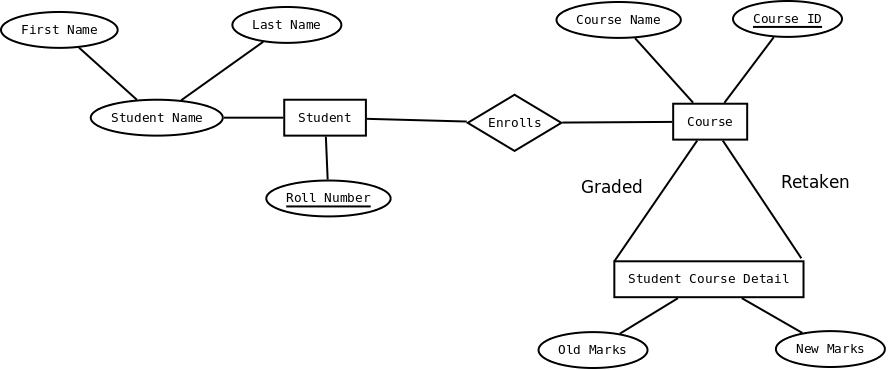 First Name
Last Name
Course Name
Course ID
Student Name
Student
Enrolls
Course
Roll Number
Graded
Retaken
Student Course Detail
Old Marks
New Marks